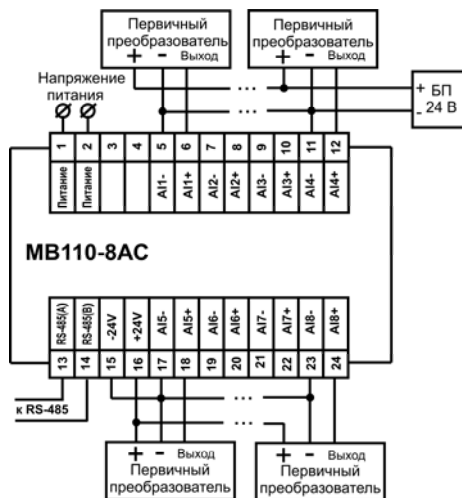 Первичный
преобразователь
+ − Выход
Первичный
преобразователь
+ − Выход
Напряжение
питания
+ БП
- 24 В
1 2 3 4 5 6 7 8 9 10 11 12
Питание Питание AI1- AI1+ AI2- AI2+ AI3- AI3+ AI4- AI4+
МВ110-8АС
RS-485(A) RS-485(B) -24V +24V AI5- AI5+ AI6- AI6+ AI7- AI7+ AI8- AI8+
13 14 15 16 17 18 19 20 21 22 23 24
к RS-485
+ − Выход
Первичный
преобразователь
+ − Выход
Первичный
преобразователь